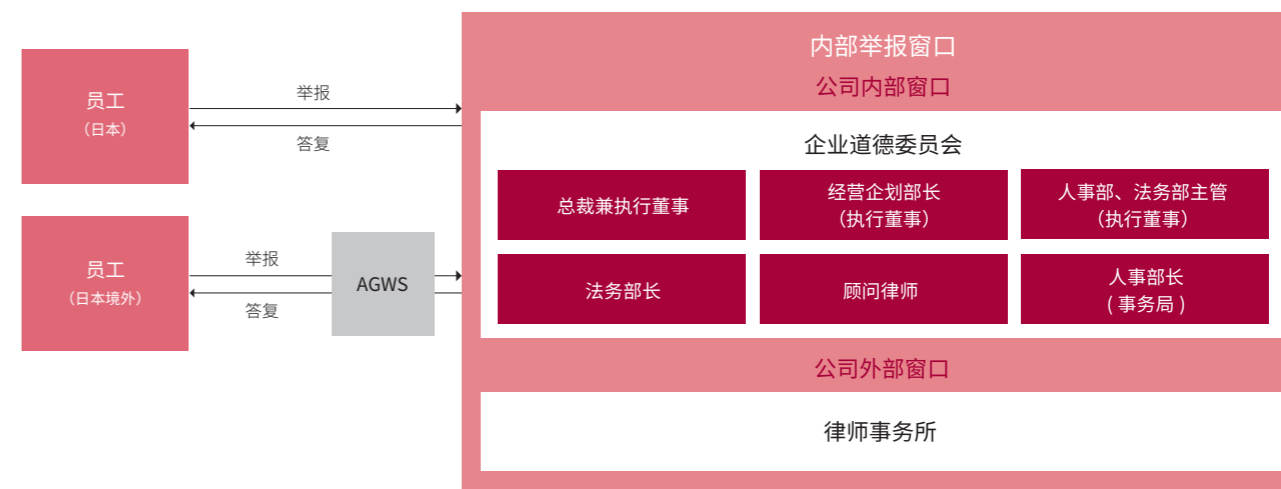 内部举报窗口
公司内部窗口
员工
（日本）
举报
答复
企业道德委员会
总裁兼执行董事
经营企划部长
（执行董事）
人事部、法务部主管
（执行董事）
员工
（日本境外）
举报
答复
AGWS
法务部长
顾问律师
人事部长
( 事务局 )
公司外部窗口
律师事务所